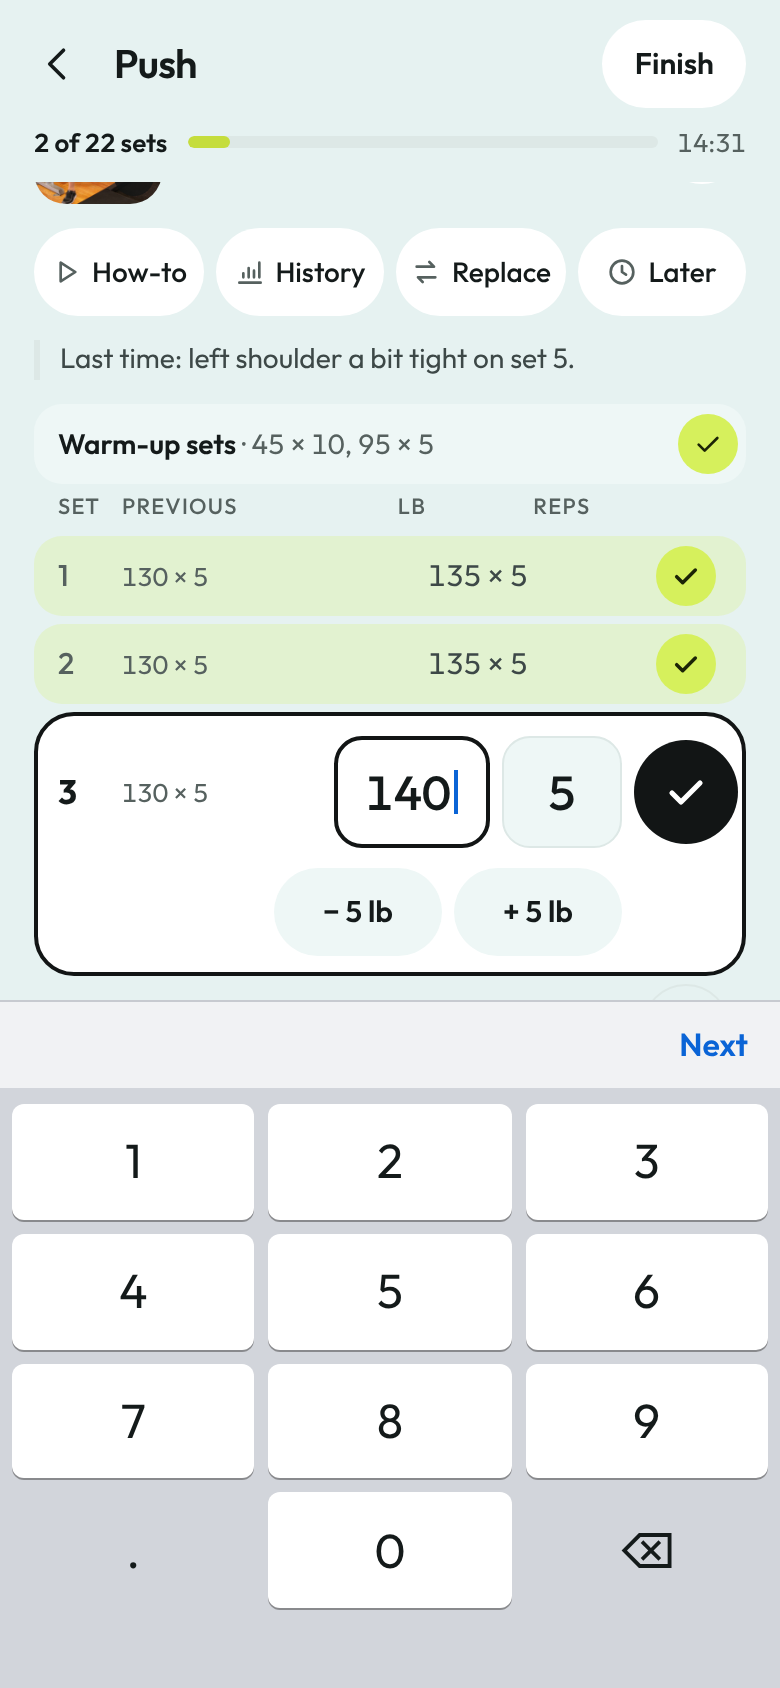 Push
Finish
2 of 22 sets
14:31
How-to
History
Replace
Later
Last time: left shoulder a bit tight on set 5.
Warm-up sets · 45 × 10, 95 × 5
SET PREVIOUS LB REPS
1 130 × 5 135 × 5
2 130 × 5 135 × 5
3 130 × 5 140 5
− 5 lb
+ 5 lb
Next
1 2 3
4 5 6
7 8 9
. 0